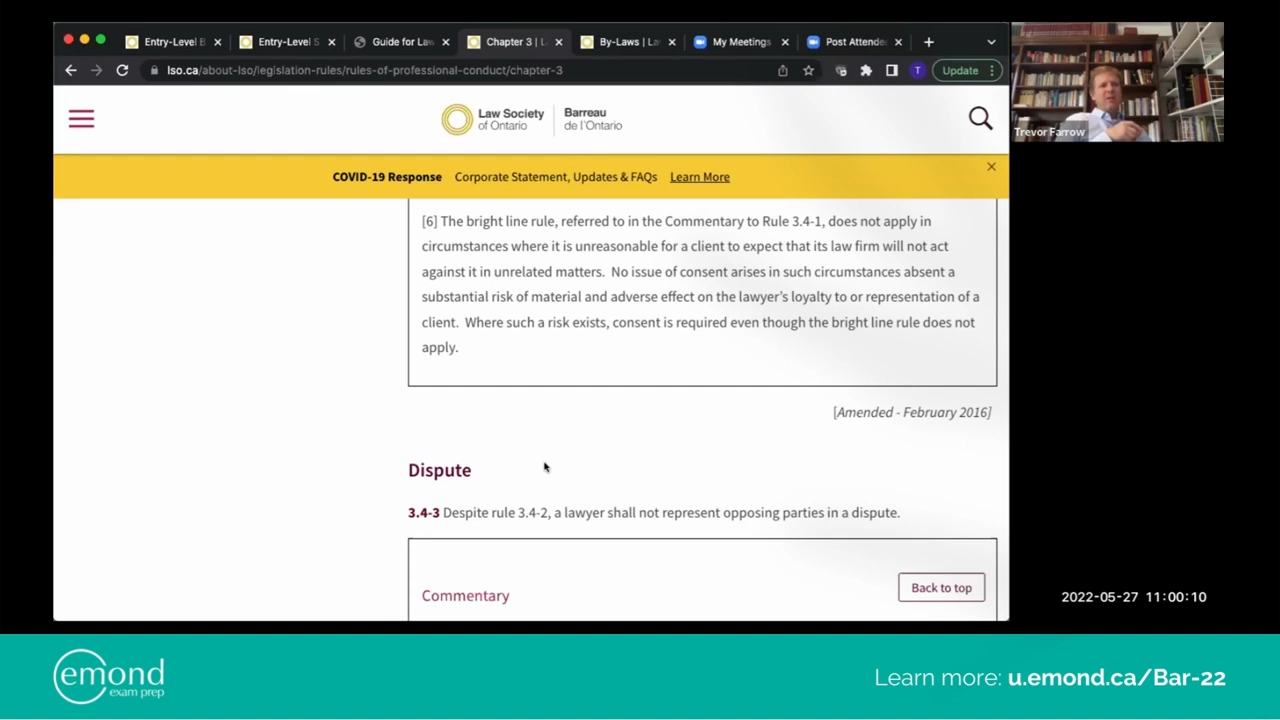 Entry-Level B
Entry-Level S
Guide for Law
Chapter 3 | L
By-Laws | La
My Meetings
Post Attende
lso.ca/about-lso/legislation-rules/rules-of-professional-conduct/chapter-3
T
Update
Law Society
of Ontario
Barreau
de l'Ontario
Trevor Farrow
COVID-19 Response Corporate Statement, Updates & FAQs Learn More
[6] The bright line rule, referred to in the Commentary to Rule 3.4-1, does not apply in
circumstances where it is unreasonable for a client to expect that its law firm will not act
against it in unrelated matters. No issue of consent arises in such circumstances absent a
substantial risk of material and adverse effect on the lawyer's loyalty to or representation of a
client. Where such a risk exists, consent is required even though the bright line rule does not
apply.
[Amended - February 2016]
Dispute
3.4-3 Despite rule 3.4-2, a lawyer shall not represent opposing parties in a dispute.
Commentary
Back to top
2022-05-27 11:00:10
emond
exam prep
Learn more: u.emond.ca/Bar-22